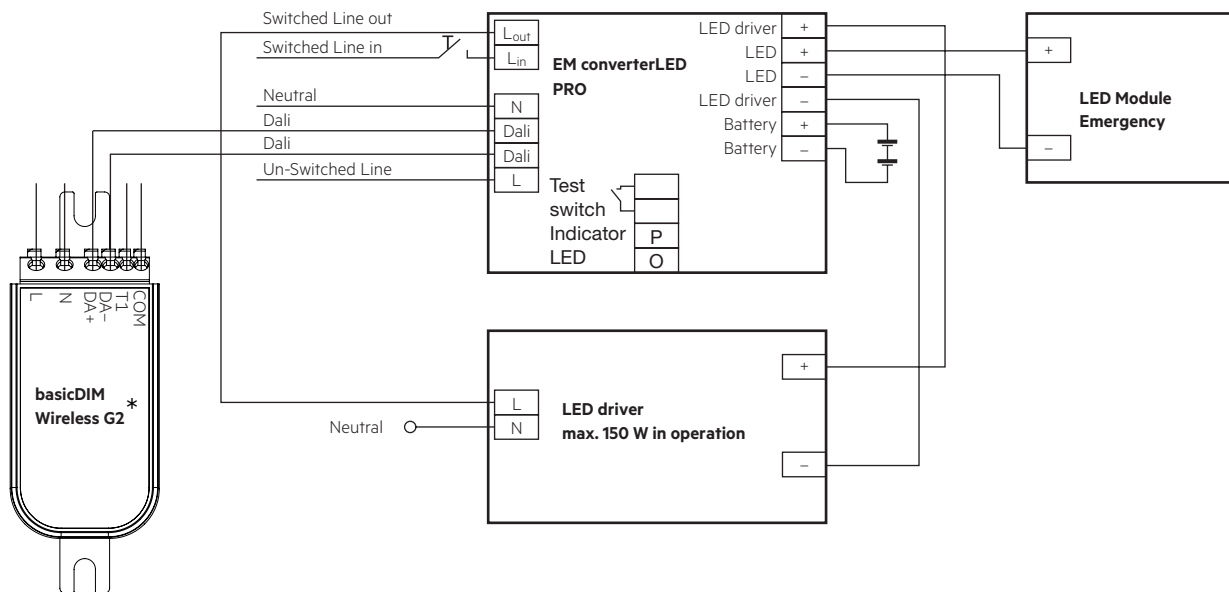 Switched Line out
Switched Line in
Neutral
Dali
Dali
Un-Switched Line
Lout
Lin
N
Dali
Dali
L
EM converterLED
PRO
Test
switch
Indicator
LED
P
O
LED driver +
LED +
LED –
LED driver –
Battery +
Battery –
+
–
LED Module
Emergency
L
N
DA+
DA-
T1
COM
basicDIM
Wireless G2 *
Neutral
L
N
LED driver
max. 150 W in operation
+
–